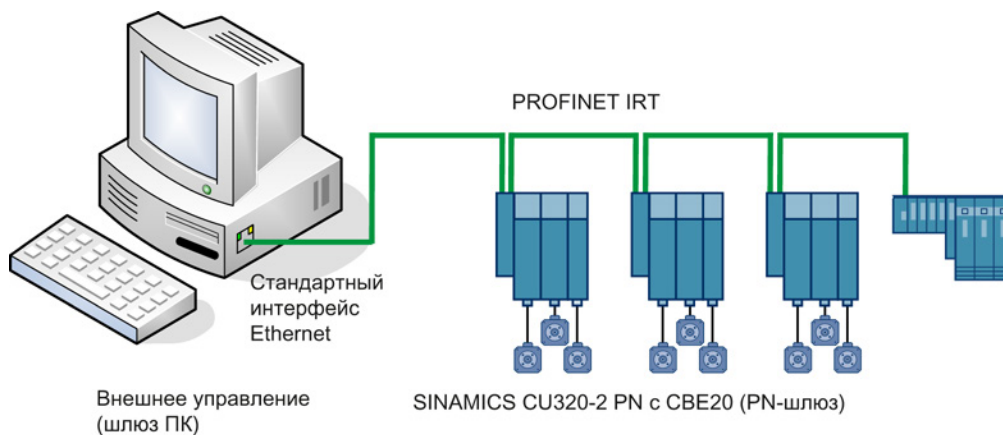 PROFINET IRT
Стандартный
интерфейс
Ethernet
Внешнее управление
(шлюз ПК)
SINAMICS CU320-2 PN с CBE20 (PN-шлюз)